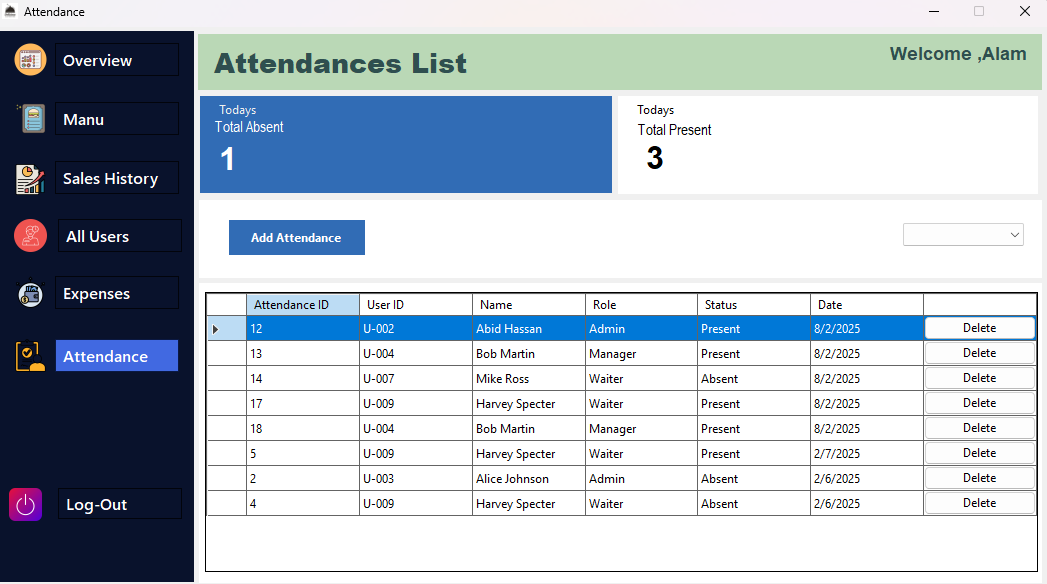 Attendance
Overview
Manu
Sales History
All Users
Expenses
Attendance
Log-Out
Attendances List
Welcome ,Alam
Todays
Total Absent
1
Todays
Total Present
3
Add Attendance
Attendance ID User ID Name Role Status Date
12 U-002 Abid Hassan Admin Present 8/2/2025 Delete
13 U-004 Bob Martin Manager Present 8/2/2025 Delete
14 U-007 Mike Ross Waiter Absent 8/2/2025 Delete
17 U-009 Harvey Specter Waiter Present 8/2/2025 Delete
18 U-004 Bob Martin Manager Present 8/2/2025 Delete
5 U-009 Harvey Specter Waiter Present 2/7/2025 Delete
2 U-003 Alice Johnson Admin Absent 2/6/2025 Delete
4 U-009 Harvey Specter Waiter Absent 2/6/2025 Delete